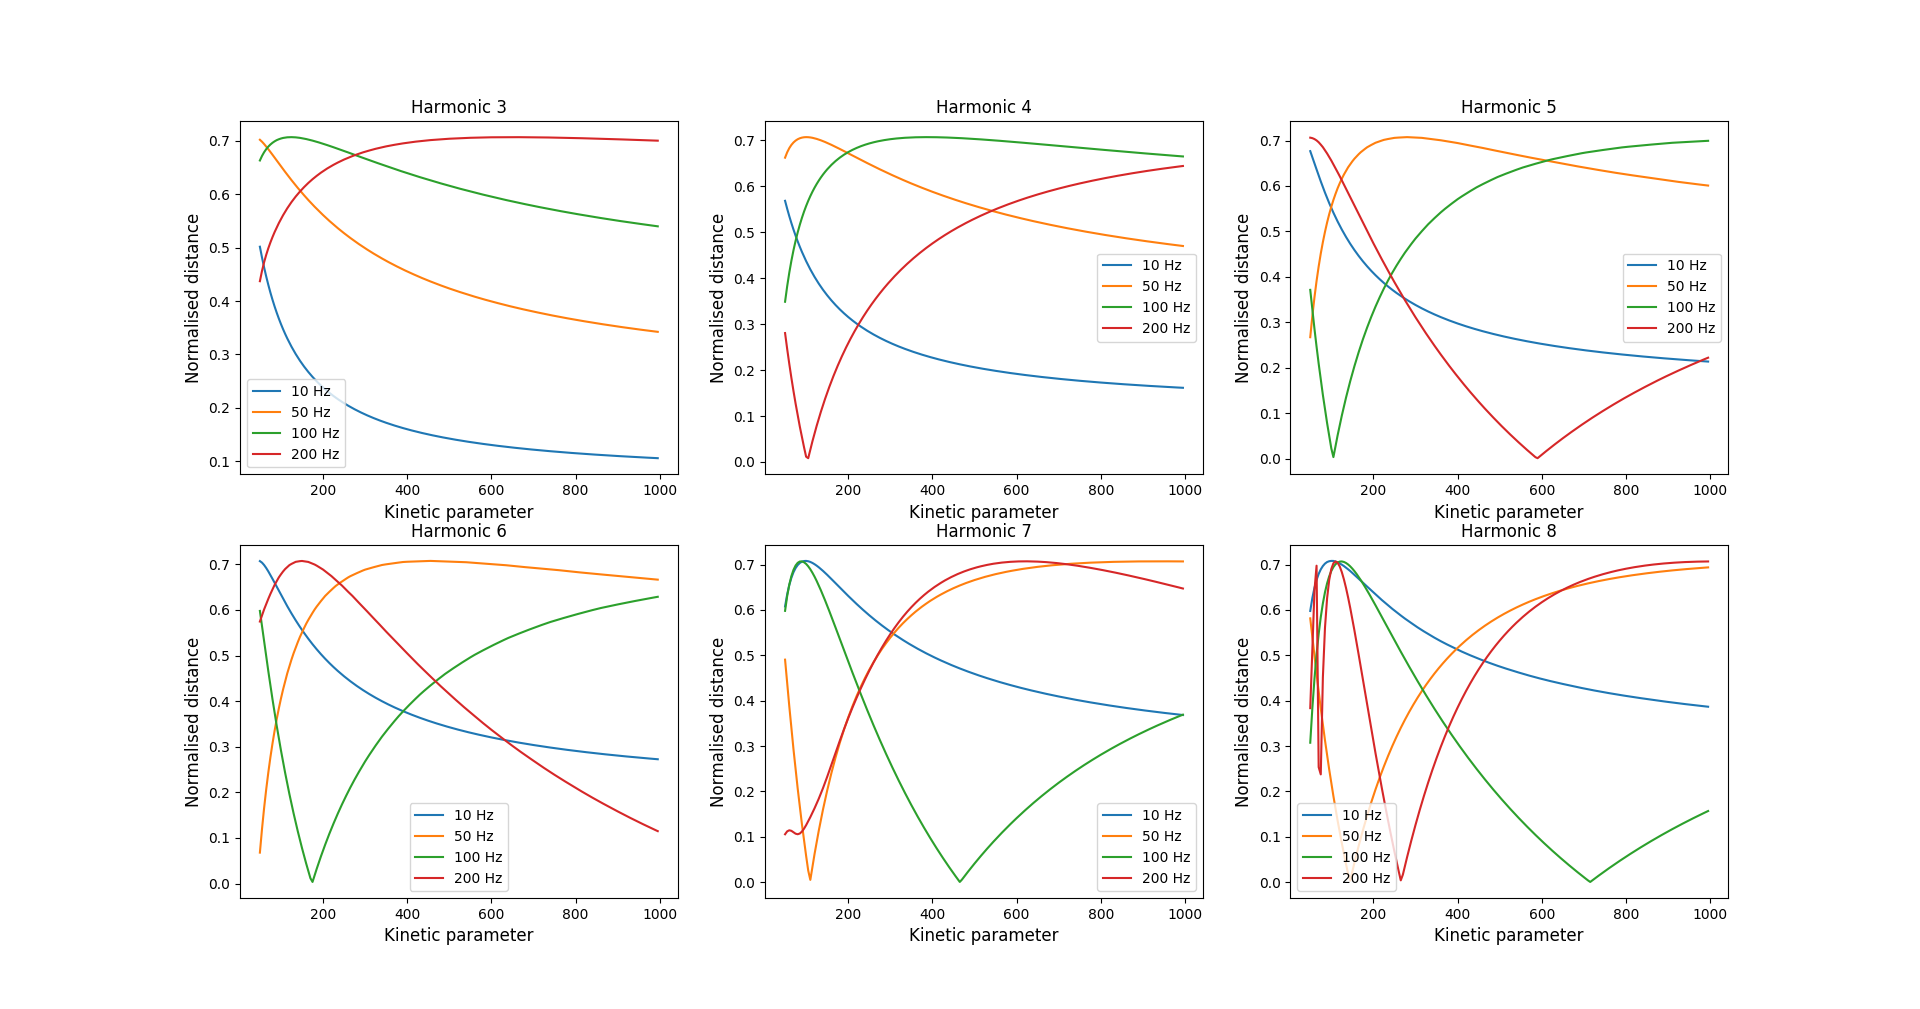 Harmonic 3
Normalised distance
0.7
0.6
0.5
0.4
0.3
0.2
0.1
10 Hz
50 Hz
100 Hz
200 Hz
200 400 600 800 1000
Kinetic parameter
Harmonic 4
Normalised distance
0.7
0.6
0.5
0.4
0.3
0.2
0.1
0.0
10 Hz
50 Hz
100 Hz
200 Hz
200 400 600 800 1000
Kinetic parameter
Harmonic 5
Normalised distance
0.7
0.6
0.5
0.4
0.3
0.2
0.1
0.0
10 Hz
50 Hz
100 Hz
200 Hz
200 400 600 800 1000
Kinetic parameter
Harmonic 6
Normalised distance
0.7
0.6
0.5
0.4
0.3
0.2
0.1
0.0
10 Hz
50 Hz
100 Hz
200 Hz
200 400 600 800 1000
Kinetic parameter
Harmonic 7
Normalised distance
0.7
0.6
0.5
0.4
0.3
0.2
0.1
0.0
10 Hz
50 Hz
100 Hz
200 Hz
200 400 600 800 1000
Kinetic parameter
Harmonic 8
Normalised distance
0.7
0.6
0.5
0.4
0.3
0.2
0.1
0.0
10 Hz
50 Hz
100 Hz
200 Hz
200 400 600 800 1000
Kinetic parameter